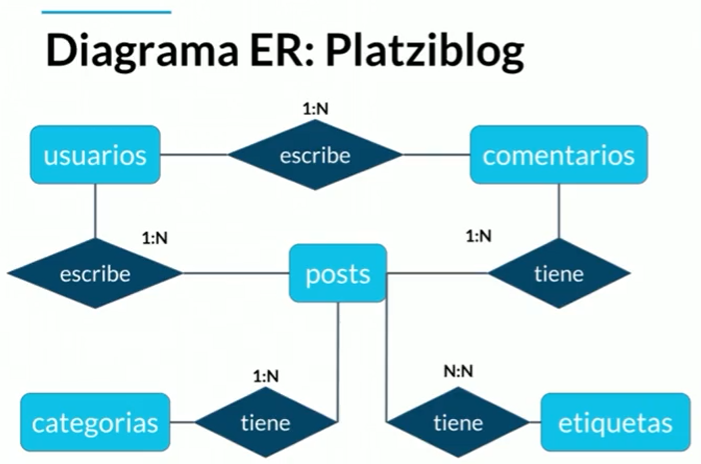 Diagrama ER: Platziblog
1:N
usuarios
escribe
comentarios
1:N
1:N
escribe
posts
tiene
1:N
N:N
categorias
tiene
tiene
etiquetas